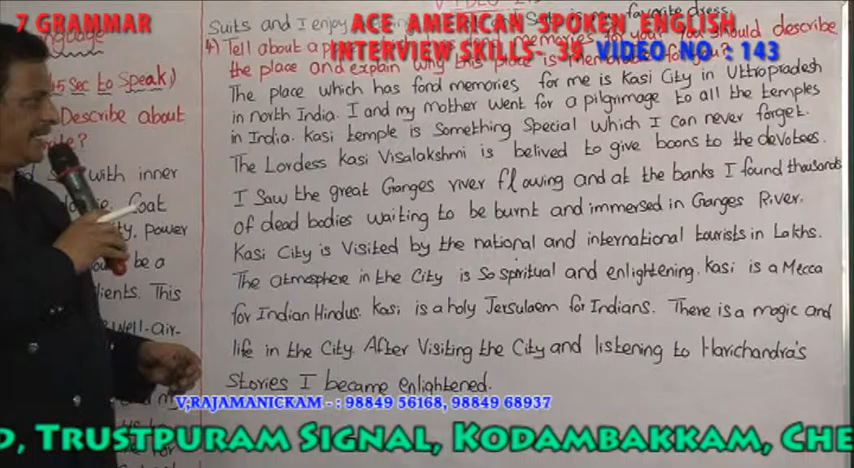 7 GRAMMAR
ACE AMERICAN SPOKEN ENGLISH
INTERVIEW SKILLS - 39 VIDEO NO : 143
Language
45 Sec to Speak)
Describe about
with inner
Coat
power
be a
lients. This
well-air-
Suits and I enjoy favorite dress.
4) Tell about a memories for you? You should describe
the place and explain why this place is for you?
The place which has fond memories for me is Kasi City in Uttrapradesh
in north India. I and my mother went for a pilgrimage to all the temples
in India. Kasi temple is Something Special which I can never forget.
The Lordess Kasi Visalakshmi is belived to give boons to the devotees.
I Saw the great Ganges river flowing and at the banks I found thousands
of dead bodies waiting to be burnt and immersed in Ganges River.
Kasi City is Visited by the national and international tourists in Lakhs.
The atmosphere in the City is So spritual and enlightening. Kasi is a Mecca
for Indian Hindus. Kasi is a holy Jersulaem for Indians. There is a magic and
life in the City. After Visiting the City and listening to Harichandra's
Stories I became enlightened.
V;RAJAMANICKAM - : 98849 56168, 98849 68937
D, TRUSTPURAM SIGNAL, KODAMBAKKAM, CHE